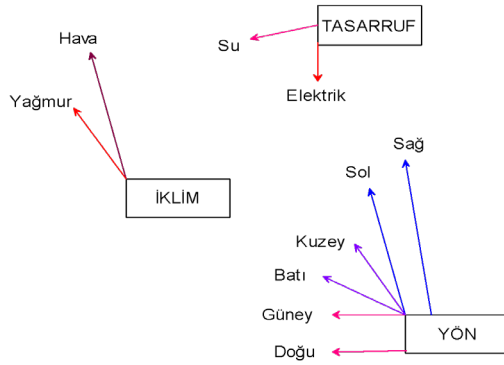 TASARRUF
Su
Elektrik
Hava
Yağmur
İKLİM
Sağ
Sol
Kuzey
Batı
Güney
Doğu
YÖN